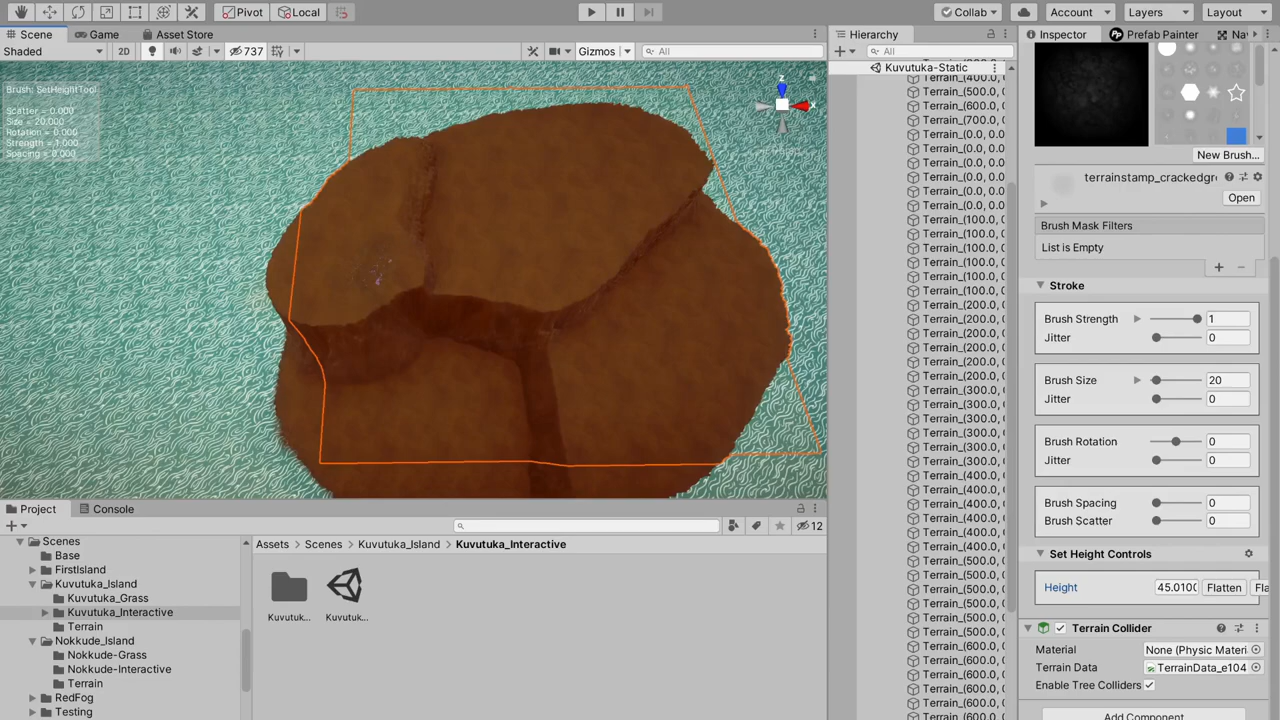 Pivot
Local
Collab
Account
Layers
Layout
Scene
Game
Asset Store
Hierarchy
Inspector
Prefab Painter
Shaded
2D
737
Gizmos
All
All
Brush: SetHeightTool
Scatter = 0.000
Size = 20.000
Rotation = 0.000
Strength = 1.000
Spacing = 0.000
z
x
Kuvutuka-Static
Terrain_(400.0, 0
Terrain_(500.0, 0
Terrain_(600.0, 0
Terrain_(700.0, 0
Terrain_(0.0, 0.0
Terrain_(0.0, 0.0
Terrain_(0.0, 0.0
Terrain_(0.0, 0.0
Terrain_(0.0, 0.0
Terrain_(0.0, 0.0
Terrain_(100.0, 0
Terrain_(100.0, 0
Terrain_(100.0, 0
Terrain_(100.0, 0
Terrain_(100.0, 0
Terrain_(100.0, 0
Terrain_(200.0, 0
Terrain_(200.0, 0
Terrain_(200.0, 0
Terrain_(200.0, 0
Terrain_(200.0, 0
Terrain_(200.0, 0
Terrain_(300.0, 0
Terrain_(300.0, 0
Terrain_(300.0, 0
Terrain_(300.0, 0
Terrain_(300.0, 0
Terrain_(300.0, 0
Terrain_(400.0, 0
Terrain_(400.0, 0
Terrain_(400.0, 0
Terrain_(400.0, 0
Terrain_(400.0, 0
Terrain_(400.0, 0
Terrain_(500.0, 0
Terrain_(500.0, 0
Terrain_(500.0, 0
Terrain_(500.0, 0
Terrain_(500.0, 0
Terrain_(500.0, 0
Terrain_(600.0, 0
Terrain_(600.0, 0
Terrain_(600.0, 0
Terrain_(600.0, 0
Terrain_(600.0, 0
New Brush...
terrainstamp_crackedgr
Open
Brush Mask Filters
List is Empty
Stroke
Brush Strength 1
Jitter 0
Brush Size 20
Jitter 0
Brush Rotation 0
Jitter 0
Brush Spacing 0
Brush Scatter 0
Set Height Controls
Height 45.010 Flatten Fla
Terrain Collider
Material None (Physic Materi
Terrain Data TerrainData_e104
Enable Tree Colliders
Add Component
Project
Console
12
Scenes
Base
FirstIsland
Kuvutuka_Island
Kuvutuka_Grass
Kuvutuka_Interactive
Terrain
Nokkude_Island
Nokkude-Grass
Nokkude-Interactive
Terrain
RedFog
Testing
Assets Scenes Kuvutuka_Island Kuvutuka_Interactive
Kuvutuk...
Kuvutuk...